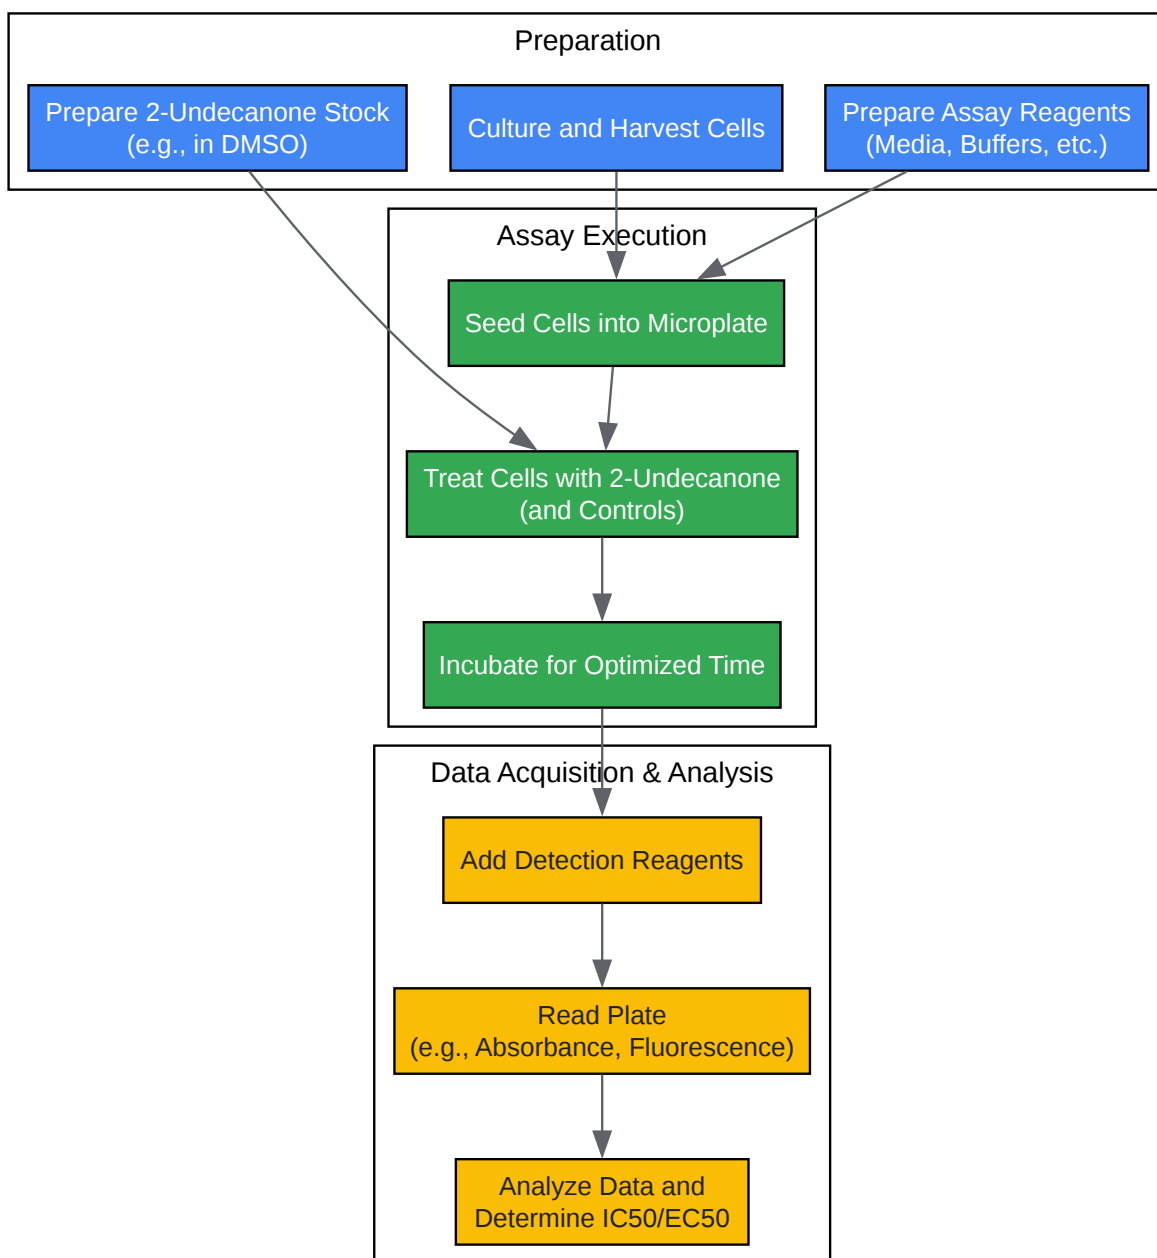 Preparation
Prepare 2-Undecanone Stock
(e.g., in DMSO)
Culture and Harvest Cells
Prepare Assay Reagents
(Media, Buffers, etc.)
Assay Execution
Seed Cells into Microplate
Treat Cells with 2-Undecanone
(and Controls)
Incubate for Optimized Time
Data Acquisition & Analysis
Add Detection Reagents
Read Plate
(e.g., Absorbance, Fluorescence)
Analyze Data and
Determine IC50/EC50